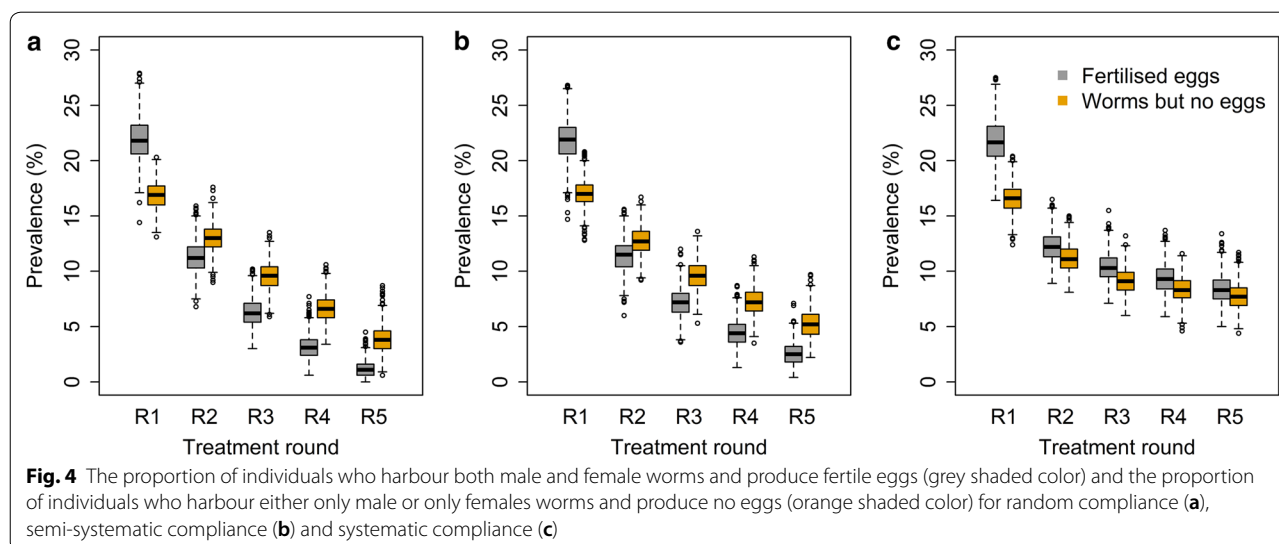 a
30
25
20
15
10
5
0
Prevalence (%)
R1 R2 R3 R4 R5
Treatment round
b
30
25
20
15
10
5
0
Prevalence (%)
R1 R2 R3 R4 R5
Treatment round
c
30
25
20
15
10
5
0
Prevalence (%)
Fertilised eggs
Worms but no eggs
R1 R2 R3 R4 R5
Treatment round
Fig. 4 The proportion of individuals who harbour both male and female worms and produce fertile eggs (grey shaded color) and the proportion
of individuals who harbour either only male or only females worms and produce no eggs (orange shaded color) for random compliance (a),
semi-systematic compliance (b) and systematic compliance (c)